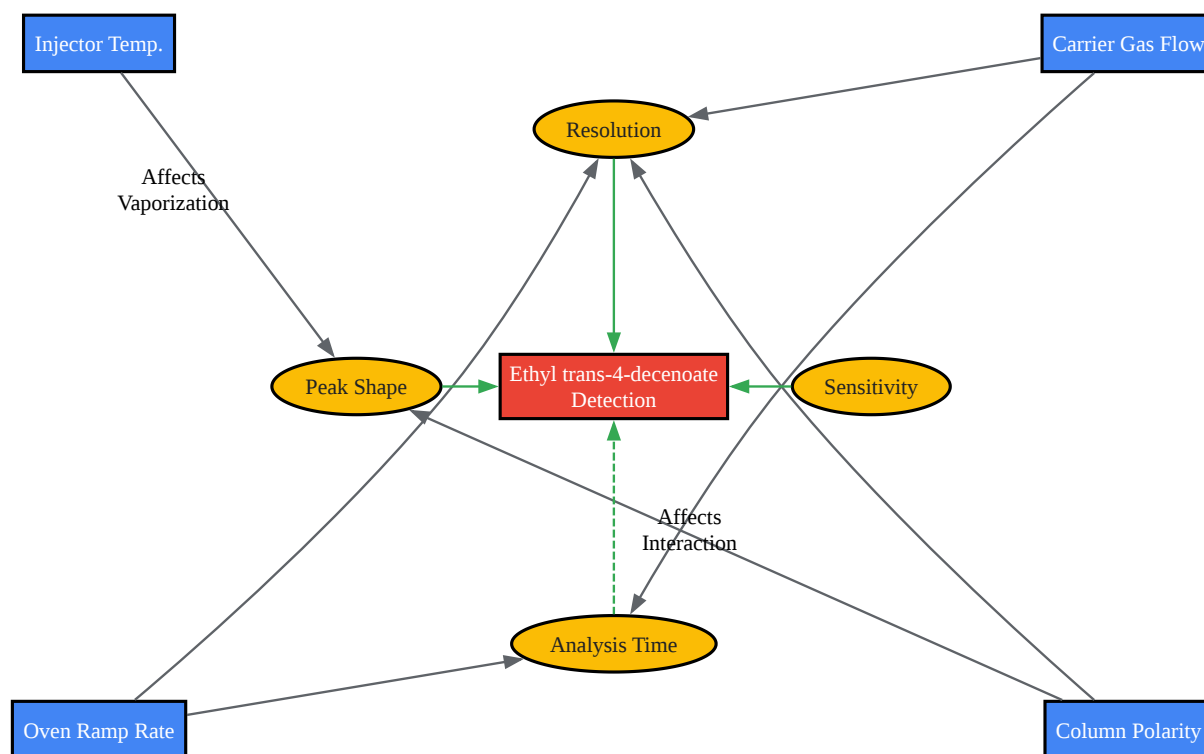 Injector Temp.
Carrier Gas Flow
Resolution
Affects
Vaporization
Peak Shape
Ethyl trans-4-decenoate
Detection
Sensitivity
Affects
Interaction
Analysis Time
Oven Ramp Rate
Column Polarity